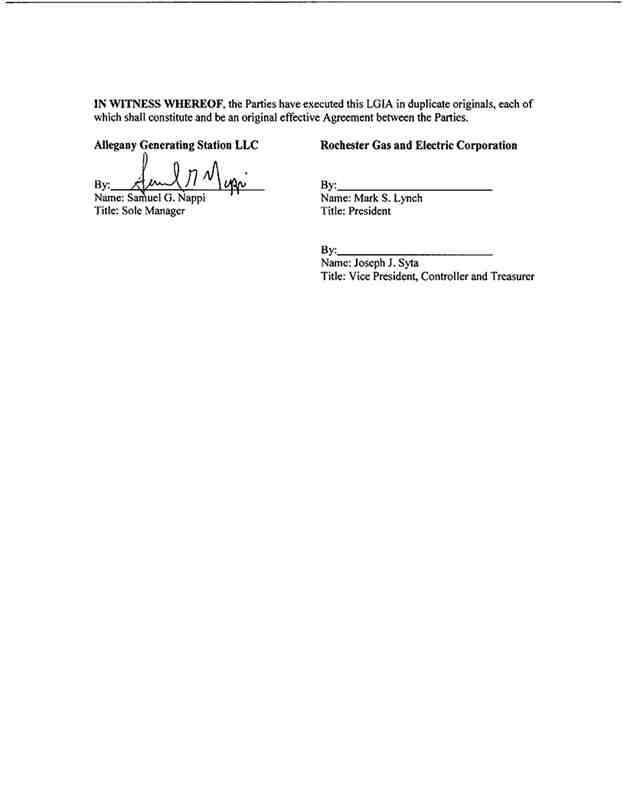 IN WITNESS WHEREOF, the Parties have executed this LGIA in duplicate originals, each of
which shall constitute and be an original effective Agreement between the Parties.
Allegany Generating Station LLC
By:
Name: Samuel G. Nappi
Title: Sole Manager
Rochester Gas and Electric Corporation
By:
Name: Mark S. Lynch
Title: President
By:
Name: Joseph J. Syta
Title: Vice President, Controller and Treasurer